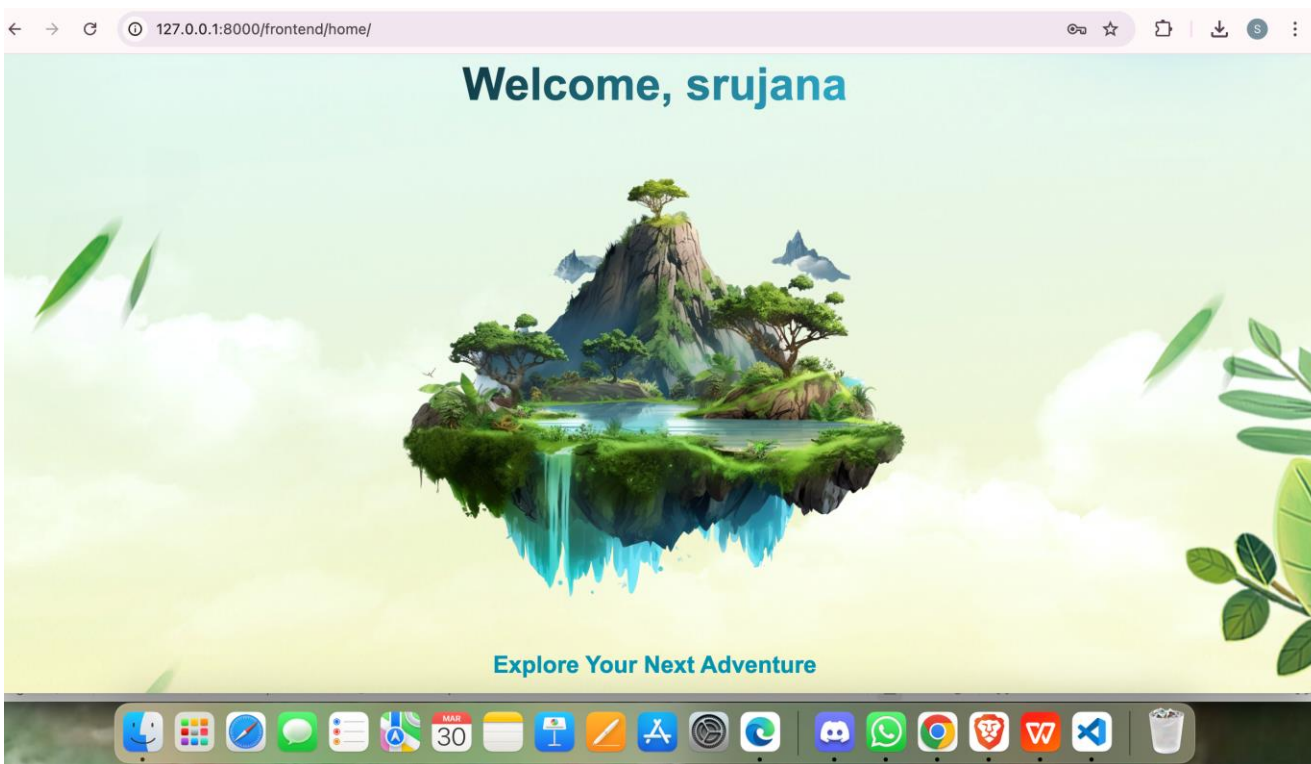 127.0.0.1:8000/frontend/home/
S
Welcome, srujana
Explore Your Next Adventure
MAR
30